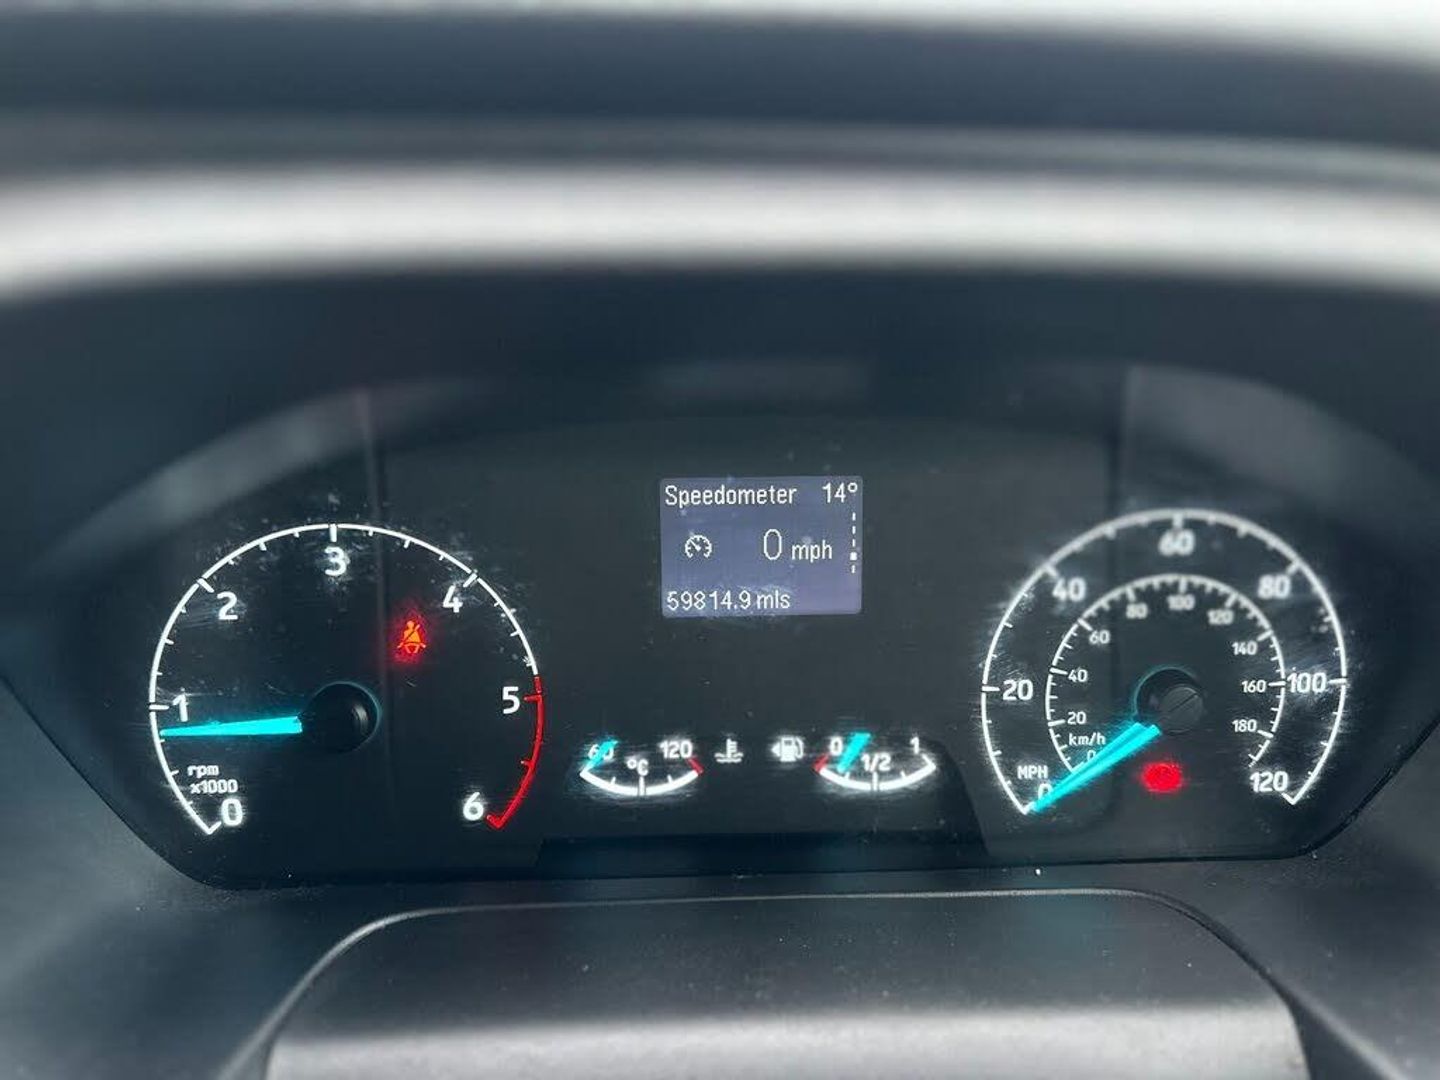 Speedometer 14°
0 mph
59814.9 mls
0 1 2 3 4 5 6
rpm
x1000
60 °C 120
0 1/2 1
MPH
0 20 40 60 80 100 120
km/h
0 20 40 60 80 100 120 140 160 180